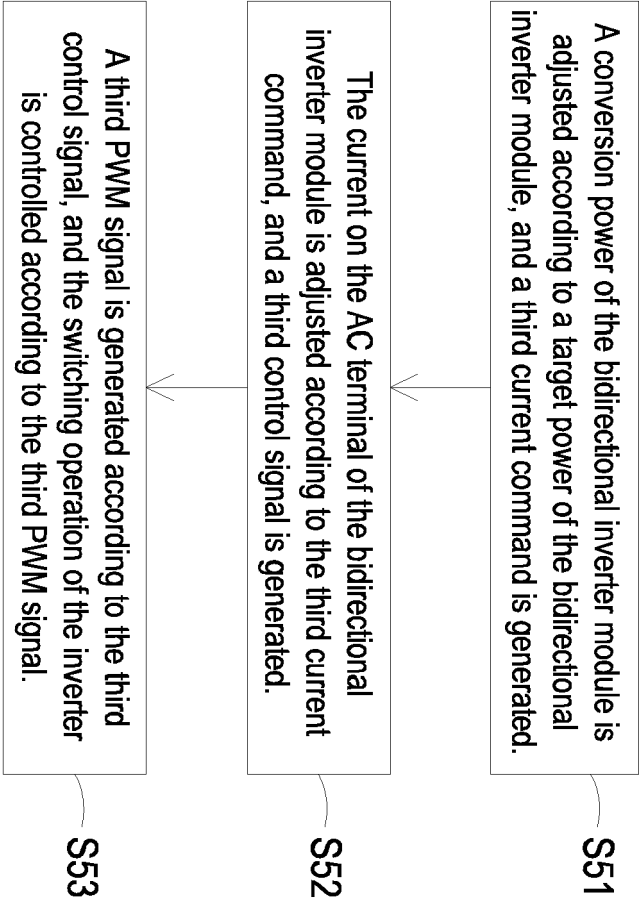 A conversion power of the bidirectional inverter module is
adjusted according to a target power of the bidirectional
inverter module, and a third current command is generated.
S51
The current on the AC terminal of the bidirectional
inverter module is adjusted according to the third current
command, and a third control signal is generated.
S52
A third PWM signal is generated according to the third
control signal, and the switching operation of the inverter
is controlled according to the third PWM signal.
S53